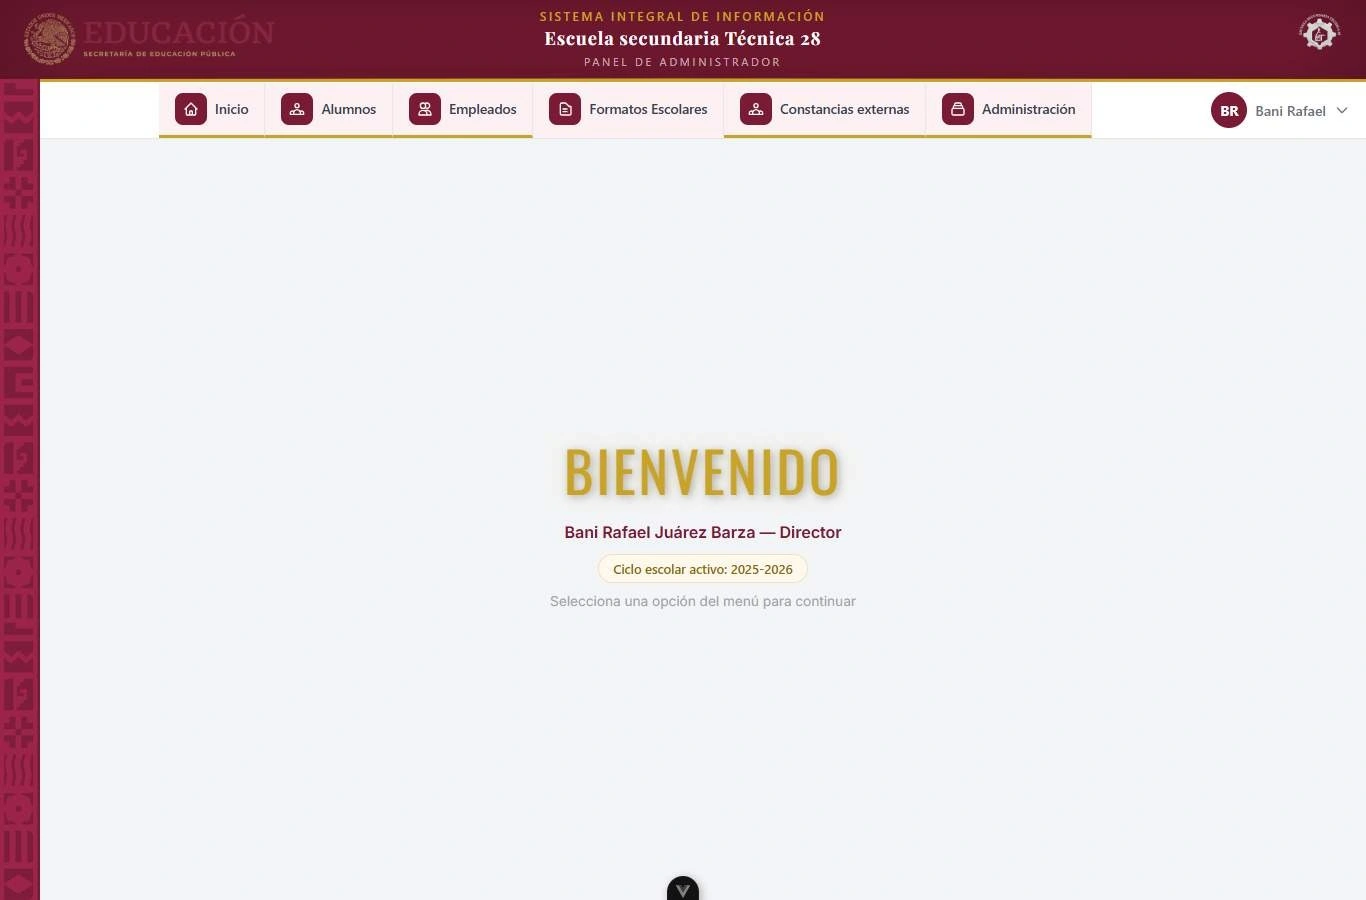 EDUCACIÓN
SECRETARÍA DE EDUCACIÓN PÚBLICA
SISTEMA INTEGRAL DE INFORMACIÓN
Escuela secundaria Técnica 28
PANEL DE ADMINISTRADOR
Inicio
Alumnos
Empleados
Formatos Escolares
Constancias externas
Administración
BR Bani Rafael
BIENVENIDO
Bani Rafael Juárez Barza — Director
Ciclo escolar activo: 2025-2026
Selecciona una opción del menú para continuar